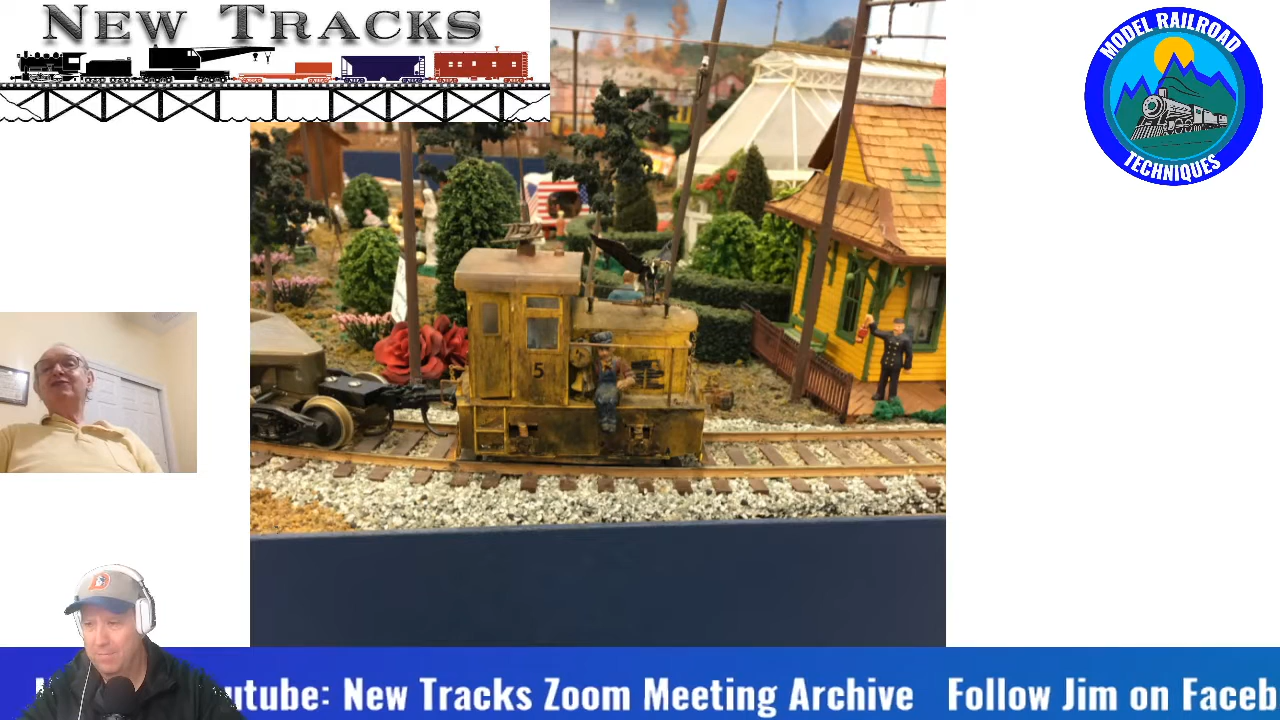 NEW TRACKS
MODEL RAILROAD
TECHNIQUES
5
J
utube: New Tracks Zoom Meeting Archive Follow Jim on Faceb